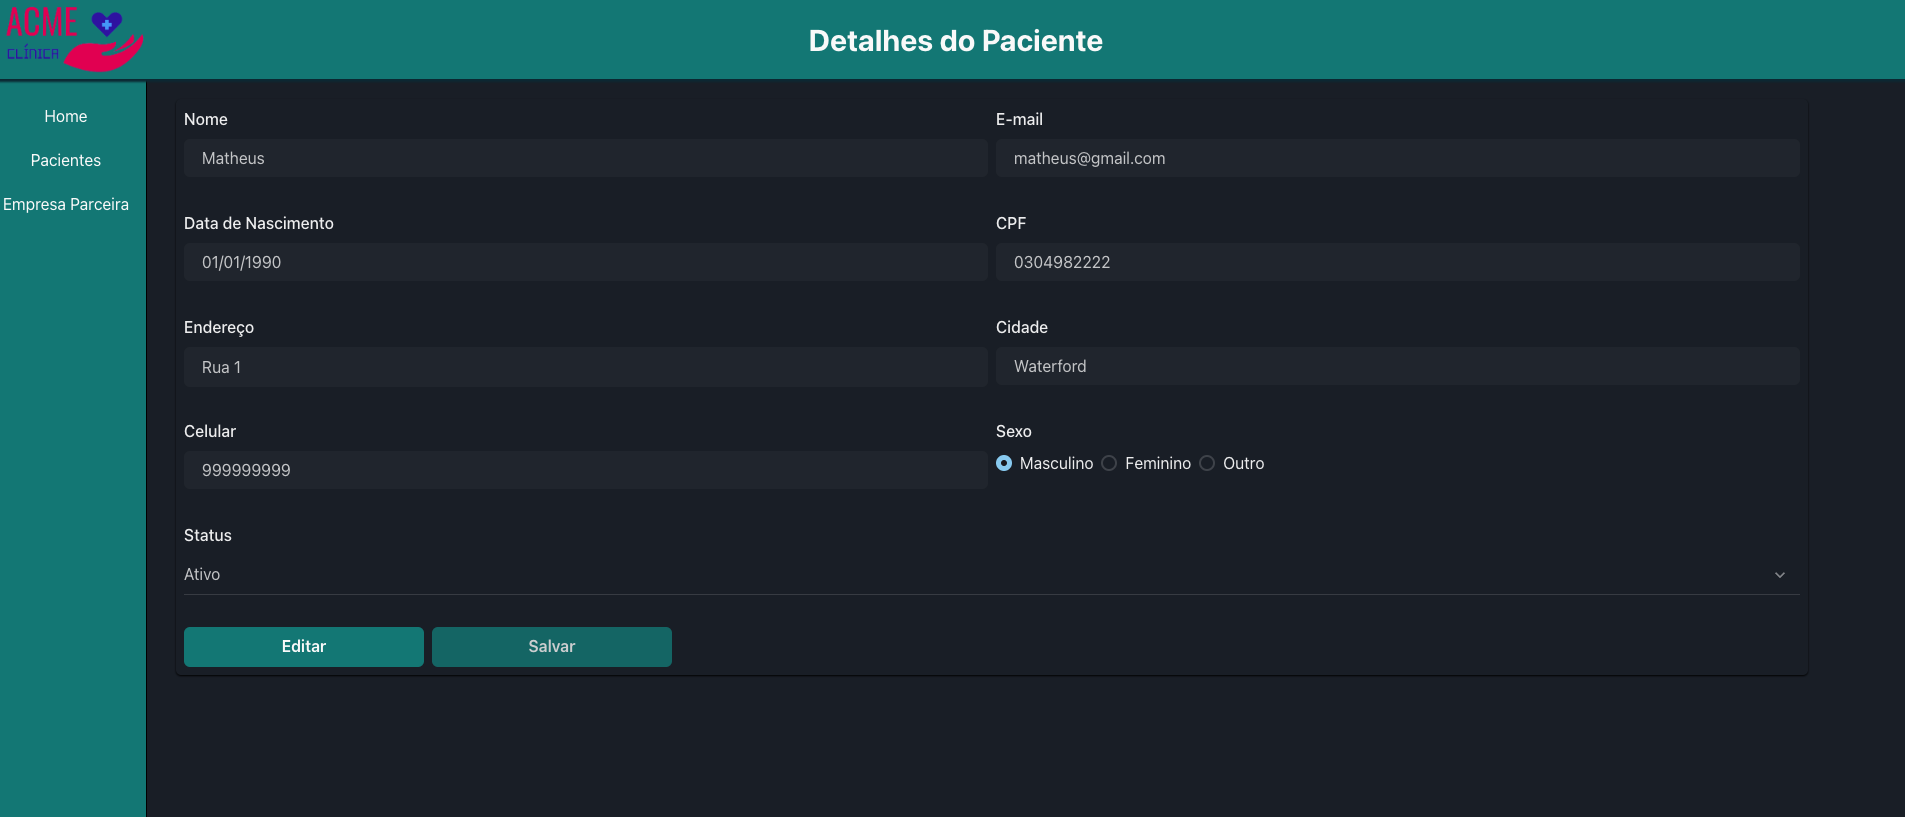 ACME
CLÍNICA
Detalhes do Paciente
Home
Pacientes
Empresa Parceira
Nome
E-mail
Matheus
matheus@gmail.com
Data de Nascimento
CPF
01/01/1990
0304982222
Endereço
Cidade
Rua 1
Waterford
Celular
Sexo
999999999
Masculino Feminino Outro
Status
Ativo
Editar
Salvar